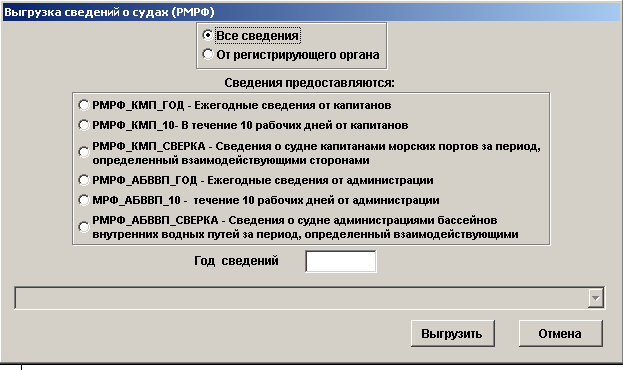 Выгрузка сведений о судах (РМРФ)
Все сведения
От регистрирующего органа
Сведения предоставляются:
РМРФ_КМП_ГОД - Ежегодные сведения от капитанов
РМРФ_КМП_10- В течение 10 рабочих дней от капитанов
РМРФ_КМП_СВЕРКА - Сведения о судне капитанами морских портов за период,
определенный взаимодействующими сторонами
РМРФ_АБВВП_ГОД - Ежегодные сведения от администрации
МРФ_АБВВП_10 - течение 10 рабочих дней от администрации
РМРФ_АБВВП_СВЕРКА - Сведения о судне администрациями бассейнов
внутренних водных путей за период, определенный взаимодействующими
Год сведений
Выгрузить Отмена